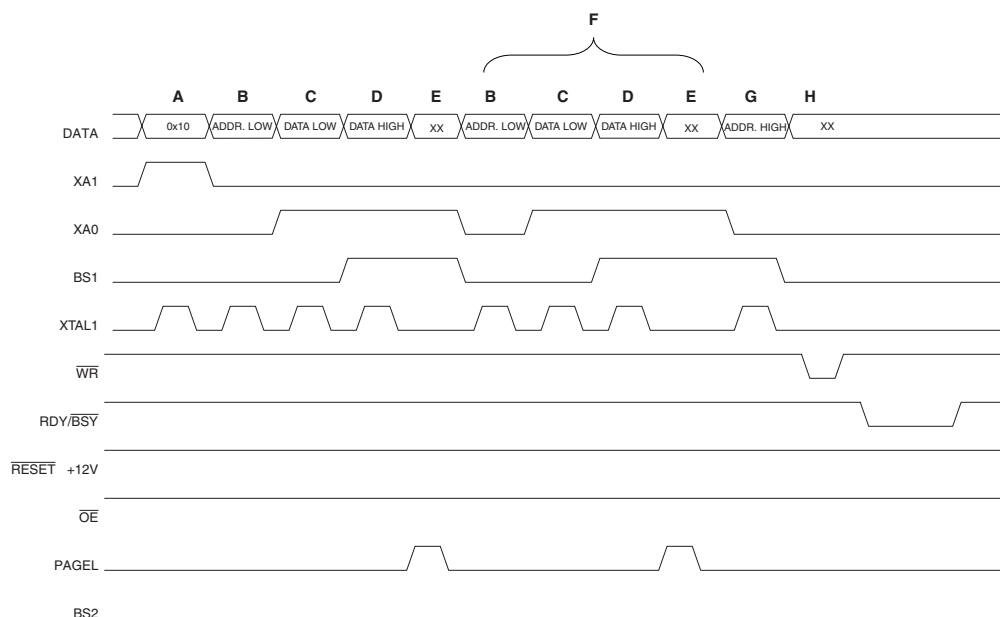 F
A B C D E B C D E G H
DATA 0x10 ADDR. LOW DATA LOW DATA HIGH XX ADDR. LOW DATA LOW DATA HIGH XX ADDR. HIGH XX
XA1
XA0
BS1
XTAL1
WR
RDY/BSY
RESET +12V
OE
PAGEL
BS2